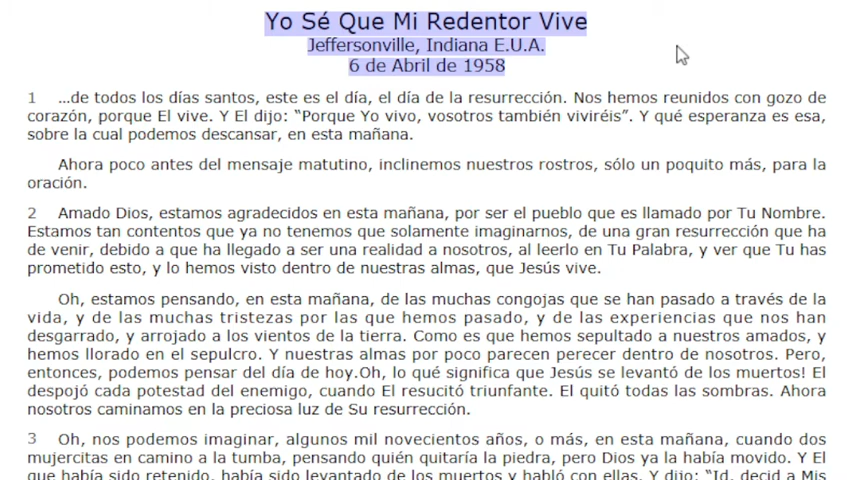 Yo Sé Que Mi Redentor Vive
Jeffersonville, Indiana E.U.A.
6 de Abril de 1958
1 ...de todos los días santos, este es el día, el día de la resurrección. Nos hemos reunidos con gozo de
corazón, porque El vive. Y El dijo: “Porque Yo vivo, vosotros también viviréis”. Y qué esperanza es esa,
sobre la cual podemos descansar, en esta mañana.
Ahora poco antes del mensaje matutino, inclinemos nuestros rostros, sólo un poquito más, para la
oración.
2 Amado Dios, estamos agradecidos en esta mañana, por ser el pueblo que es llamado por Tu Nombre.
Estamos tan contentos que ya no tenemos que solamente imaginarnos, de una gran resurrección que ha
de venir, debido a que ha llegado a ser una realidad a nosotros, al leerlo en Tu Palabra, y ver que Tu has
prometido esto, y lo hemos visto dentro de nuestras almas, que Jesús vive.
Oh, estamos pensando, en esta mañana, de las muchas congojas que se han pasado a través de la
vida, y de las muchas tristezas por las que hemos pasado, y de las experiencias que nos han
desgarrado, y arrojado a los vientos de la tierra. Como es que hemos sepultado a nuestros amados, y
hemos llorado en el sepulcro. Y nuestras almas por poco parecen perecer dentro de nosotros. Pero,
entonces, podemos pensar del día de hoy.Oh, lo qué significa que Jesús se levantó de los muertos! El
despojó cada potestad del enemigo, cuando El resucitó triunfante. El quitó todas las sombras. Ahora
nosotros caminamos en la preciosa luz de Su resurrección.
3 Oh, nos podemos imaginar, algunos mil novecientos años, o más, en esta mañana, cuando dos
mujercitas en camino a la tumba, pensando quién quitaría la piedra, pero Dios ya la había movido. Y El
que había sido retenido, había sido levantado de los muertos y habló con ellas. Y dijo: “Id, decid a Mis